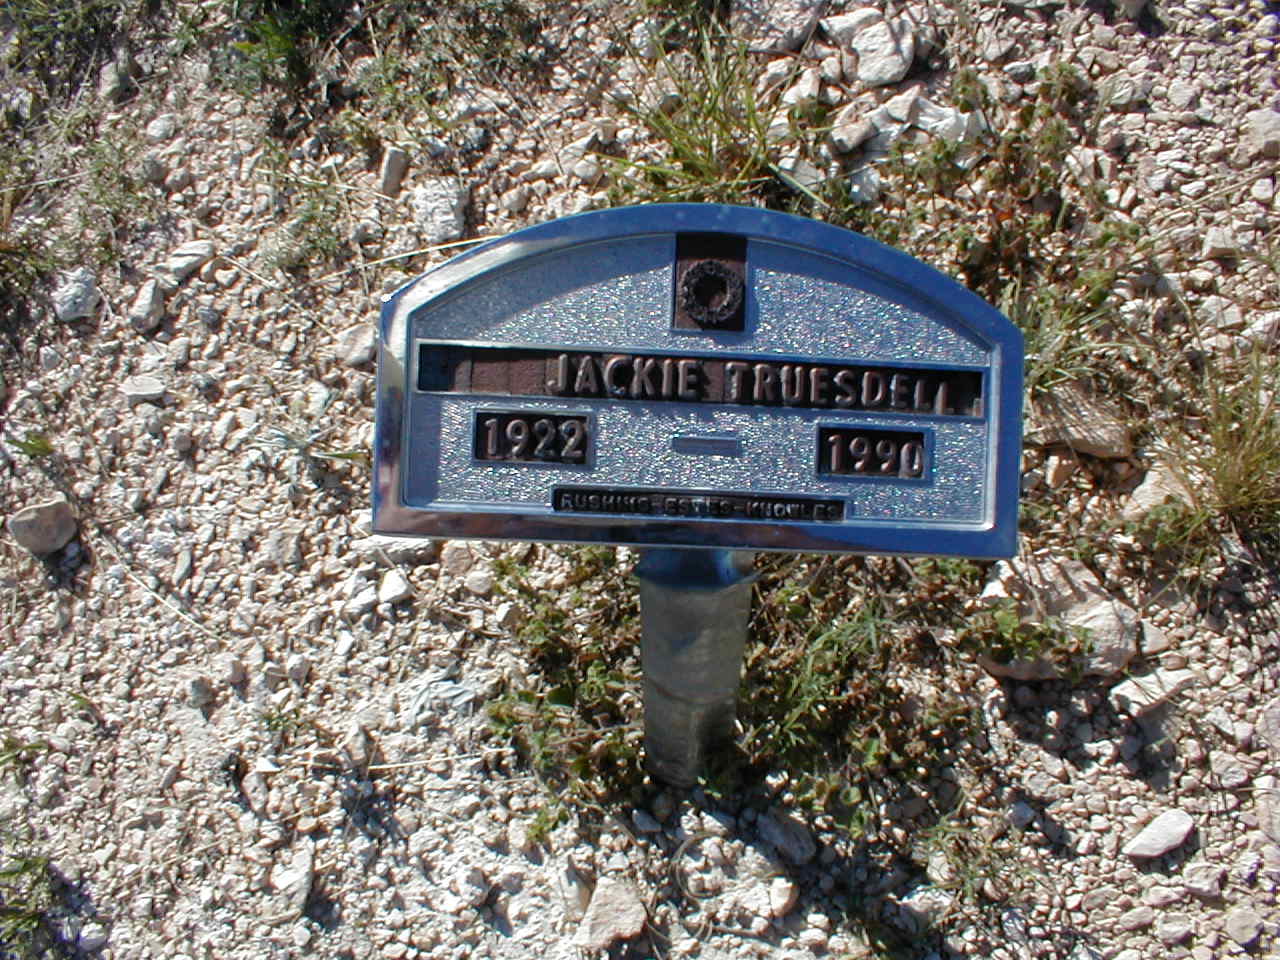 JACKIE TRUESDELL
1922 — 1990
RUSHING-ESTES-KNOWLES